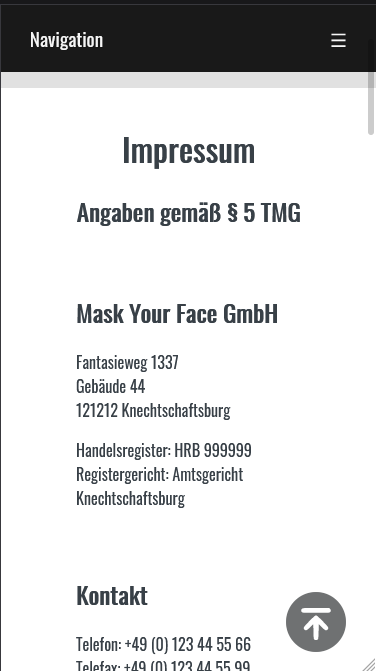 Navigation
Impressum
Angaben gemäß § 5 TMG
Mask Your Face GmbH
Fantasieweg 1337
Gebäude 44
121212 Knechtschaftsburg
Handelsregister: HRB 999999
Registergericht: Amtsgericht
Knechtschaftsburg
Kontakt
Telefon: +49 (0) 123 44 55 66
Telefax: +49 (0) 123 44 55 99